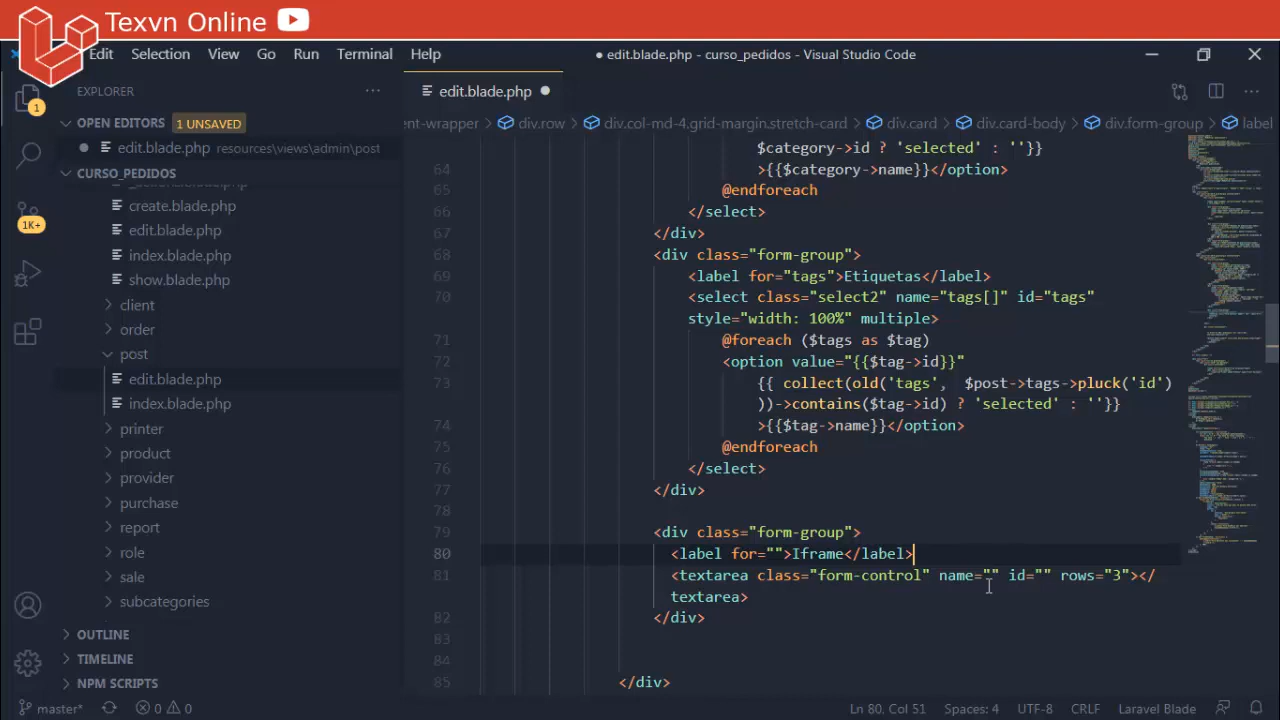 Texvn Online
Edit Selection View Go Run Terminal Help
● edit.blade.php - curso_pedidos - Visual Studio Code
EXPLORER
edit.blade.php
OPEN EDITORS 1 UNSAVED
ent-wrapper > div.row > div.col-md-4.grid-margin.stretch-card > div.card > div.card-body > div.form-group > label
edit.blade.php resources\views\admin\post
CURSO_PEDIDOS
create.blade.php
edit.blade.php
index.blade.php
show.blade.php
client
order
post
edit.blade.php
index.blade.php
printer
product
provider
purchase
report
role
sale
subcategories
OUTLINE
TIMELINE
NPM SCRIPTS
1
1K+
$category->id ? 'selected' : ''}}
64 >{{$category->name}}</option>
65 @endforeach
66 </select>
67 </div>
68 <div class="form-group">
69 <label for="tags">Etiquetas</label>
70 <select class="select2" name="tags[]" id="tags"
style="width: 100%" multiple>
71 @foreach ($tags as $tag)
72 <option value="{{$tag->id}}"
73 {{ collect(old('tags', $post->tags->pluck('id')
))->contains($tag->id) ? 'selected' : ''}}
74 >{{$tag->name}}</option>
75 @endforeach
76 </select>
77 </div>
78
79 <div class="form-group">
80 <label for="">Iframe</label>
81 <textarea class="form-control" name="" id="" rows="3"></
textarea>
82 </div>
83
84
85 </div>
master* 0 0 Ln 80, Col 51 Spaces: 4 UTF-8 CRLF Laravel Blade